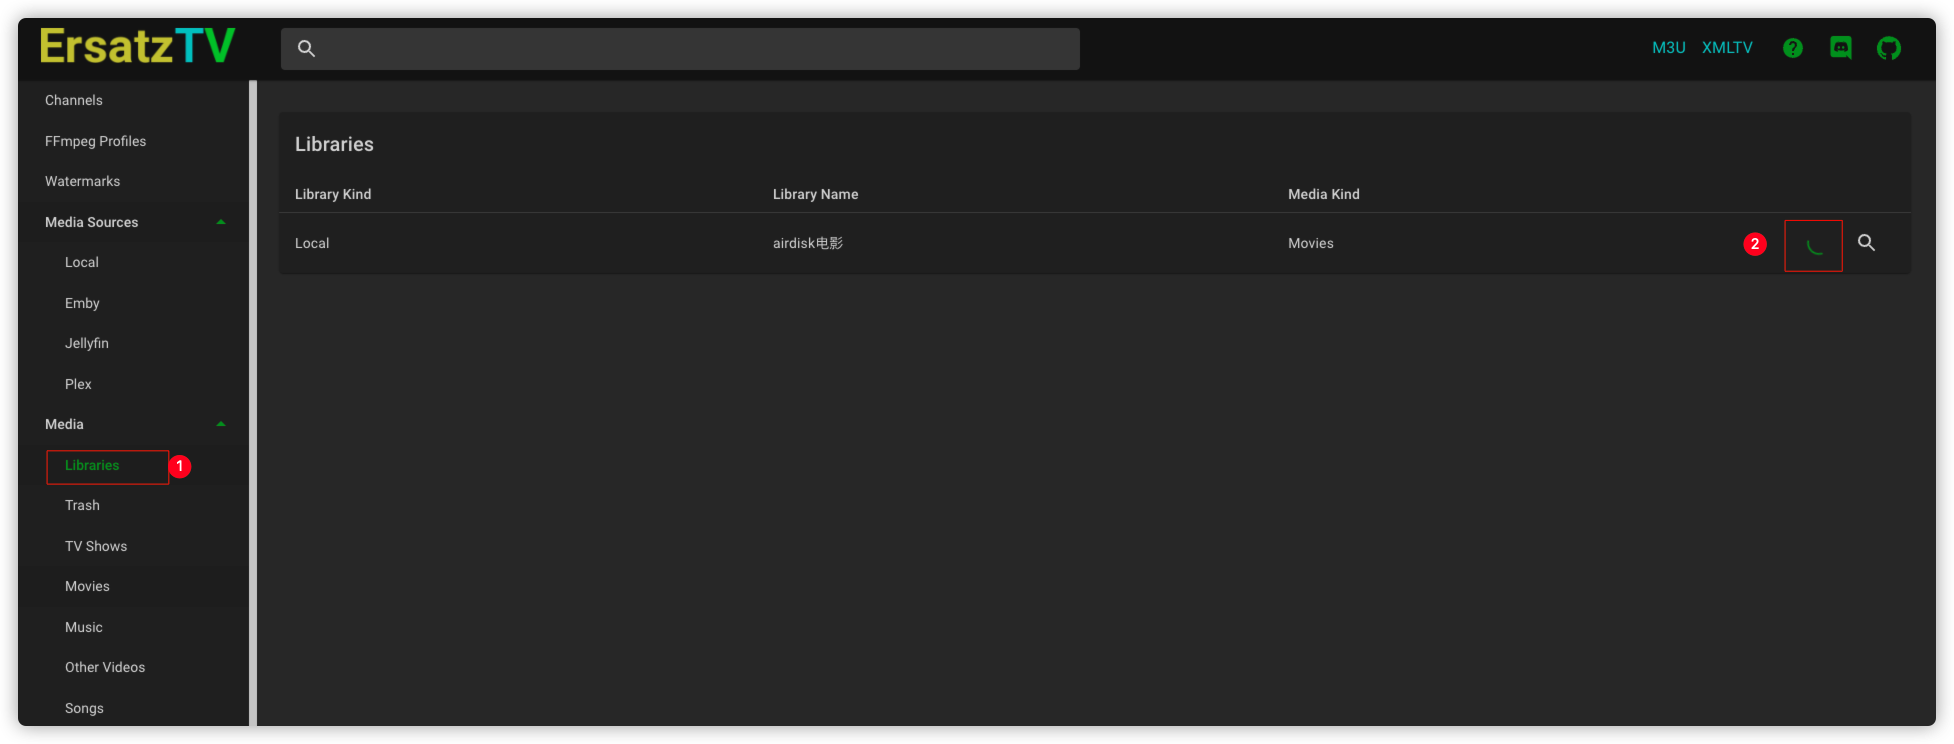 ErsatzTV
M3U XMLTV
Channels
FFmpeg Profiles
Watermarks
Media Sources
Local
Emby
Jellyfin
Plex
Media
Libraries 1
Trash
TV Shows
Movies
Music
Other Videos
Songs
Libraries
Library Kind Library Name Media Kind
Local airdisk电影 Movies 2